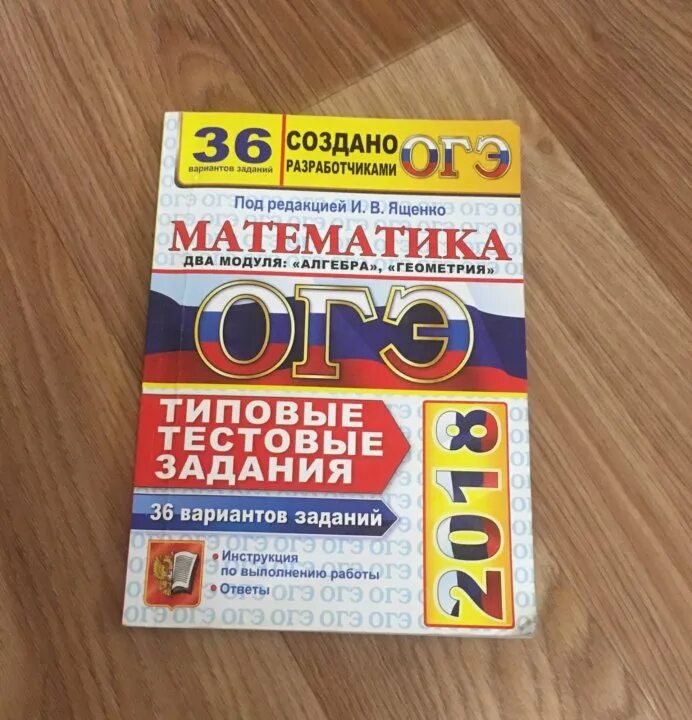 36
вариантов заданий
СОЗДАНО
РАЗРАБОТЧИКАМИ
ОГЭ
Под редакцией И. В. Ященко
МАТЕМАТИКА
ДВА МОДУЛЯ: «АЛГЕБРА», «ГЕОМЕТРИЯ»
ОГЭ
ТИПОВЫЕ
ТЕСТОВЫЕ
ЗАДАНИЯ
36 вариантов заданий
• Инструкция
по выполнению работы
• Ответы
2018